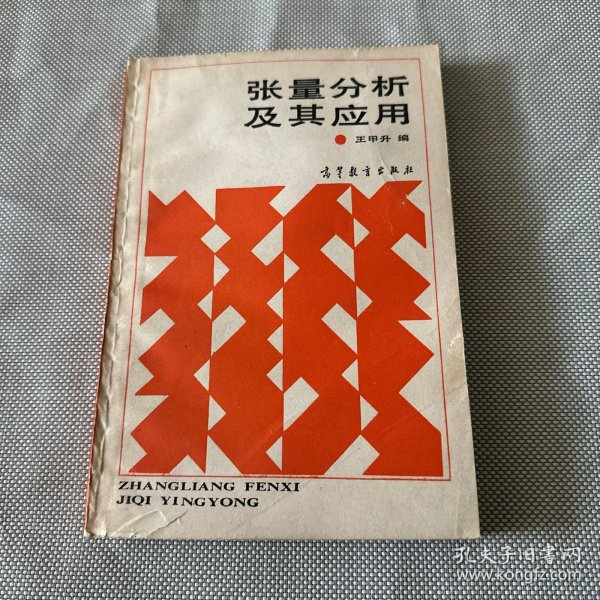 张量分析
及其应用
王甲升 编
高等教育出版社
ZHANGLIANG FENXI
JIQI YINGYONG
孔夫子旧书网
www.kongfz.com